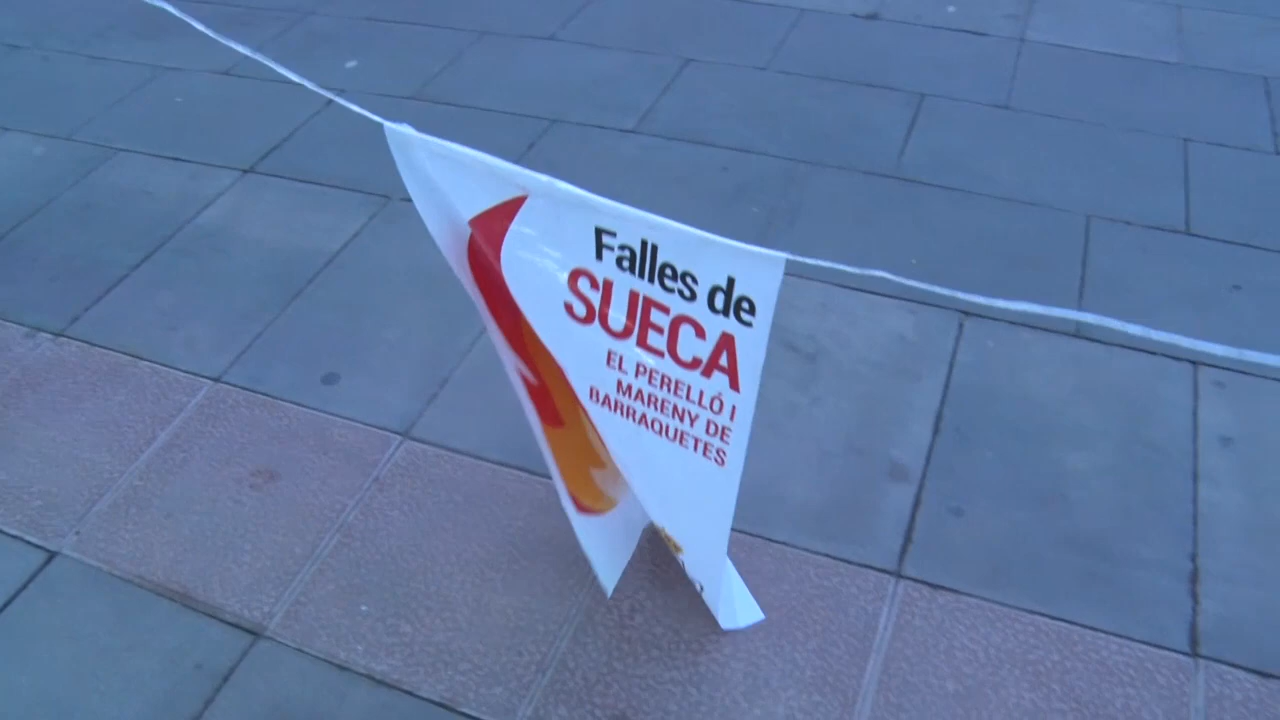 Falles de
SUECA
EL PERELLÓ I
MARENY DE
BARRAQUETES